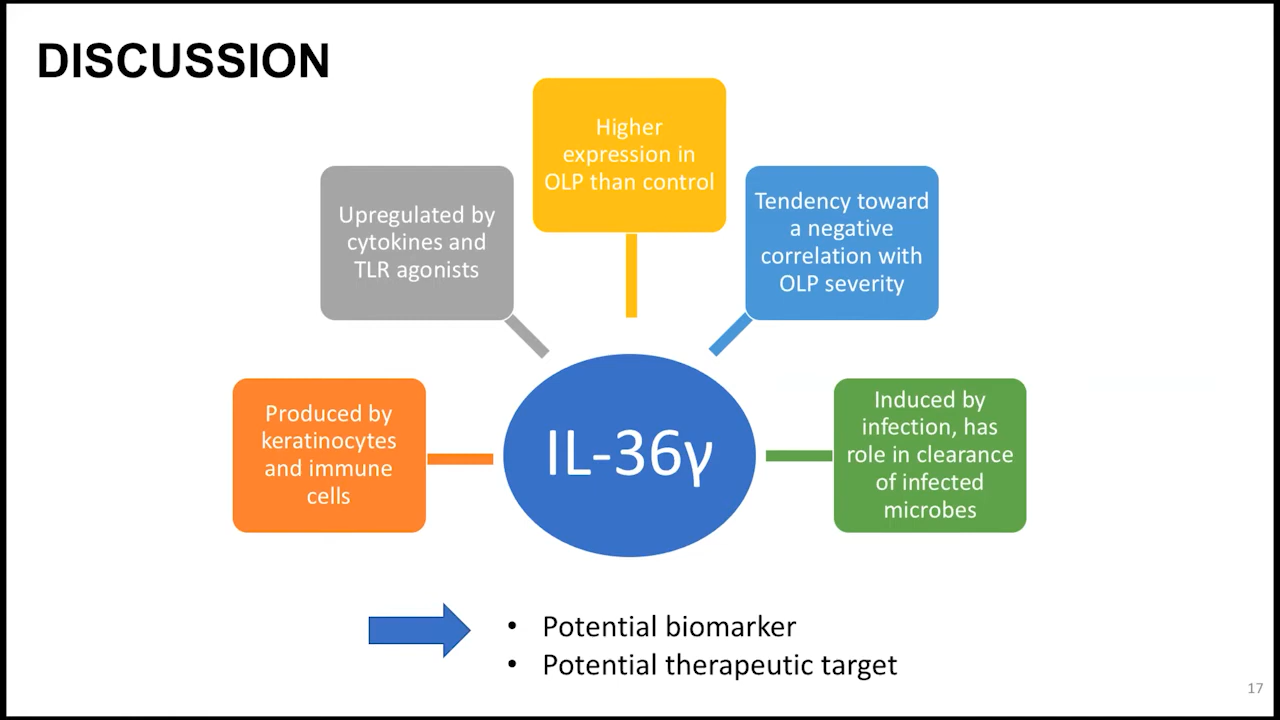 DISCUSSION
Higher
expression in
OLP than control
Upregulated by
cytokines and
TLR agonists
Tendency toward
a negative
correlation with
OLP severity
Produced by
keratinocytes
and immune
cells
IL-36γ
Induced by
infection, has
role in clearance
of infected
microbes
• Potential biomarker
• Potential therapeutic target
17